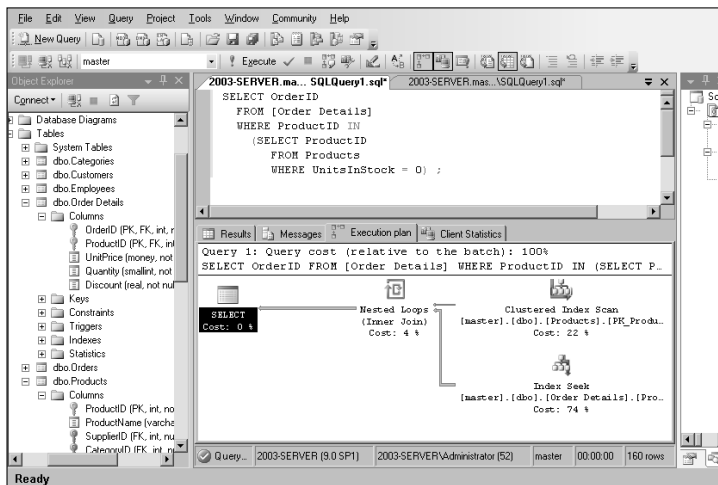 File Edit View Query Project Tools Window Community Help
New Query
master Execute
Object Explorer
Connect
Database Diagrams
Tables
System Tables
dbo.Categories
dbo.Customers
dbo.Employees
dbo.Order Details
Columns
OrderID (PK, FK, int, r
ProductID (PK, FK, int
UnitPrice (money, not
Quantity (smallint, not
Discount (real, not nul
Keys
Constraints
Triggers
Indexes
Statistics
dbo.Orders
dbo.Products
Columns
ProductID (PK, int, no
ProductName (varcha
SupplierID (FK, int, nu
CategoryID (FK, int, n
2003-SERVER.ma... SQLQuery1.sql* 2003-SERVER.mas...\SQLQuery1.sql*
SELECT OrderID
FROM [Order Details]
WHERE ProductID IN
(SELECT ProductID
FROM Products
WHERE UnitsInStock = 0) ;
Results Messages Execution plan Client Statistics
Query 1: Query cost (relative to the batch): 100%
SELECT OrderID FROM [Order Details] WHERE ProductID IN (SELECT P…
SELECT
Cost: 0 %
Nested Loops
(Inner Join)
Cost: 4 %
Clustered Index Scan
[master].[dbo].[Products].[PK_Produ…
Cost: 22 %
Index Seek
[master].[dbo].[Order Details].[Pro…
Cost: 74 %
Query... 2003-SERVER (9.0 SP1) 2003-SERVER\Administrator (52) master 00:00:00 160 rows
Ready